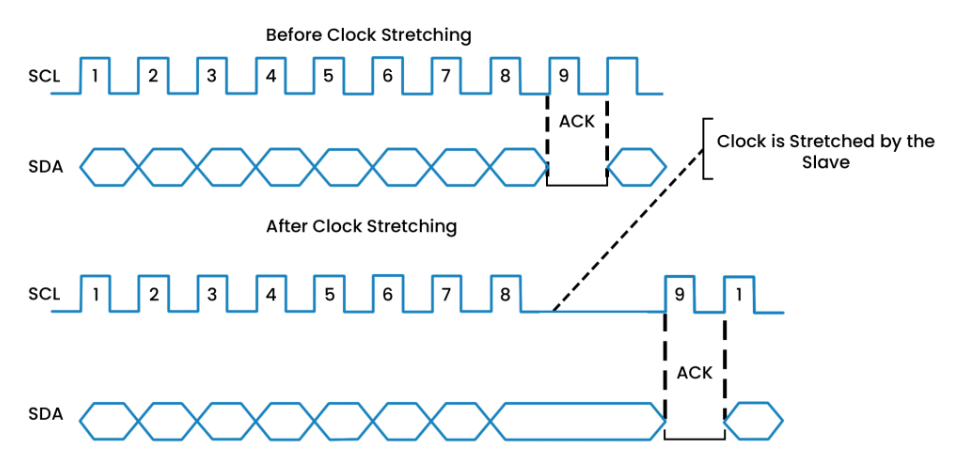 Before Clock Stretching
SCL 1 2 3 4 5 6 7 8 9
ACK
SDA
Clock is Stretched by the
Slave
After Clock Stretching
SCL 1 2 3 4 5 6 7 8 9 1
ACK
SDA